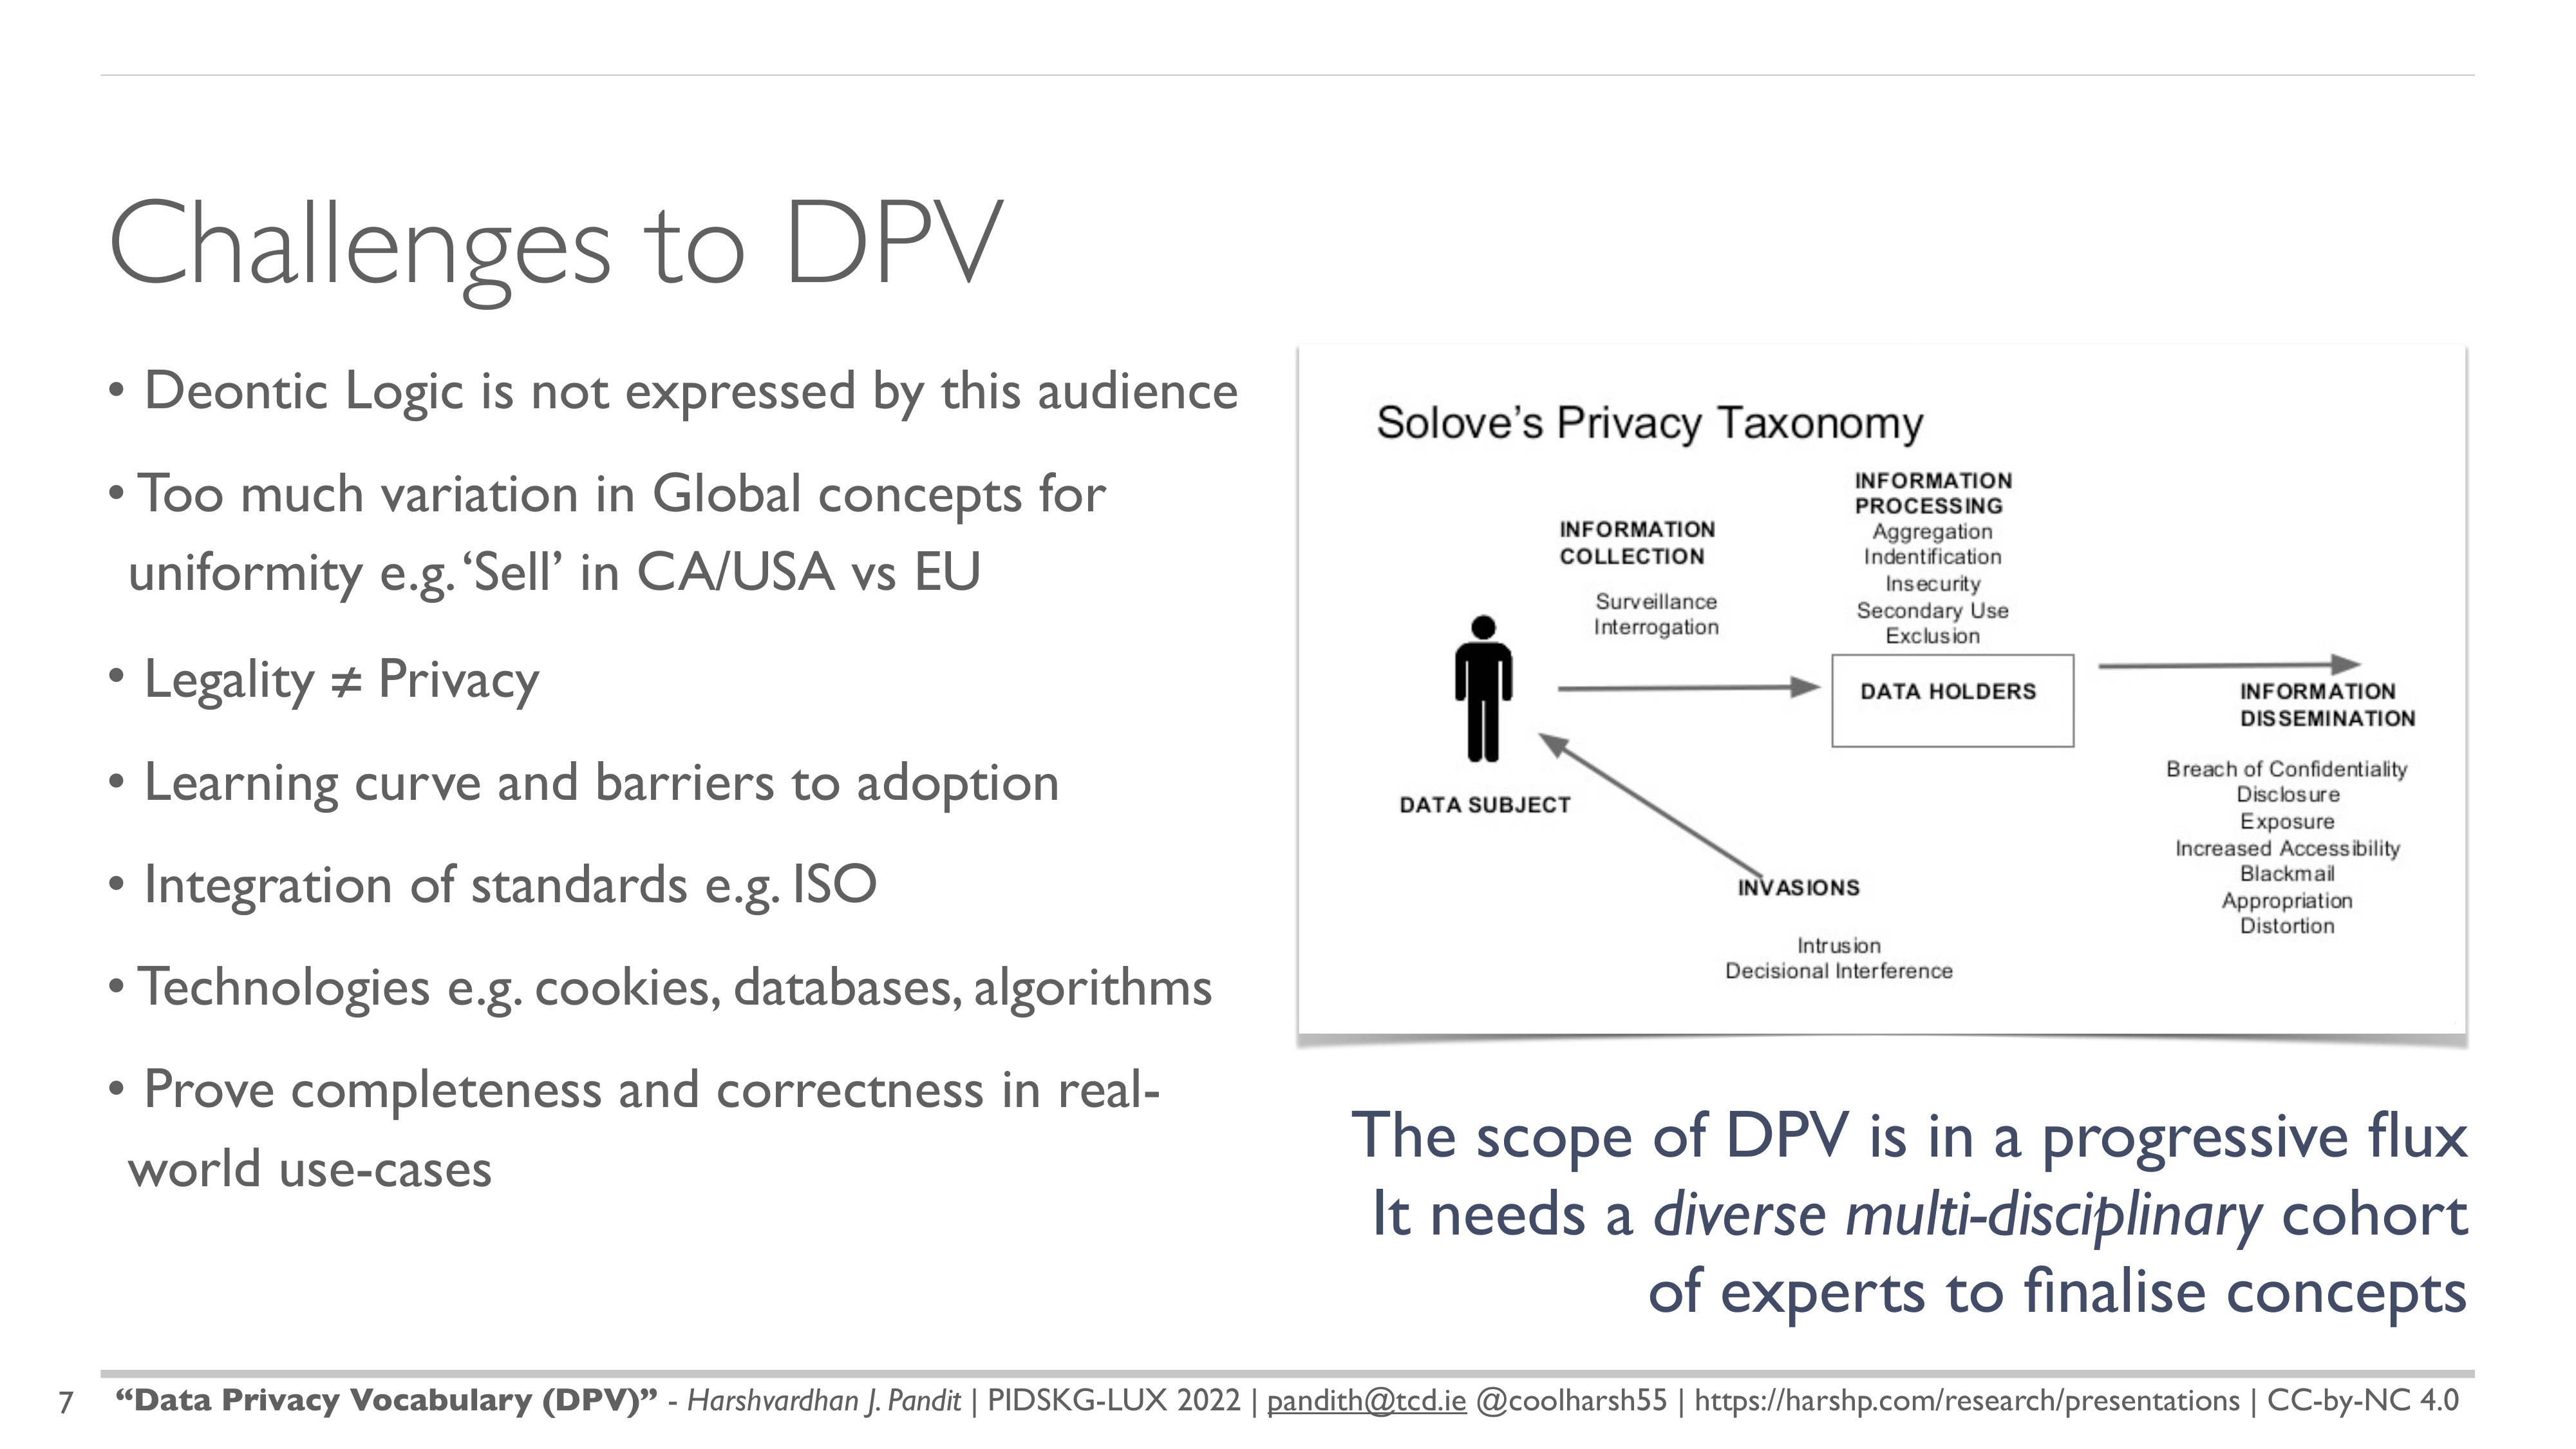 Challenges to DPV
• Deontic Logic is not expressed by this audience
• Too much variation in Global concepts for
uniformity e.g. ‘Sell’ in CA/USA vs EU
• Legality ≠ Privacy
• Learning curve and barriers to adoption
• Integration of standards e.g. ISO
• Technologies e.g. cookies, databases, algorithms
• Prove completeness and correctness in real-
world use-cases
Solove’s Privacy Taxonomy
INFORMATION
COLLECTION
Surveillance
Interrogation
INFORMATION
PROCESSING
Aggregation
Indentification
Insecurity
Secondary Use
Exclusion
DATA HOLDERS
DATA SUBJECT
INFORMATION
DISSEMINATION
Breach of Confidentiality
Disclosure
Exposure
Increased Accessibility
Blackmail
Appropriation
Distortion
INVASIONS
Intrusion
Decisional Interference
The scope of DPV is in a progressive flux
It needs a diverse multi-disciplinary cohort
of experts to finalise concepts
7 “Data Privacy Vocabulary (DPV)” - Harshvardhan J. Pandit | PIDSKG-LUX 2022 | pandith@tcd.ie @coolharsh55 | https://harshp.com/research/presentations | CC-by-NC 4.0